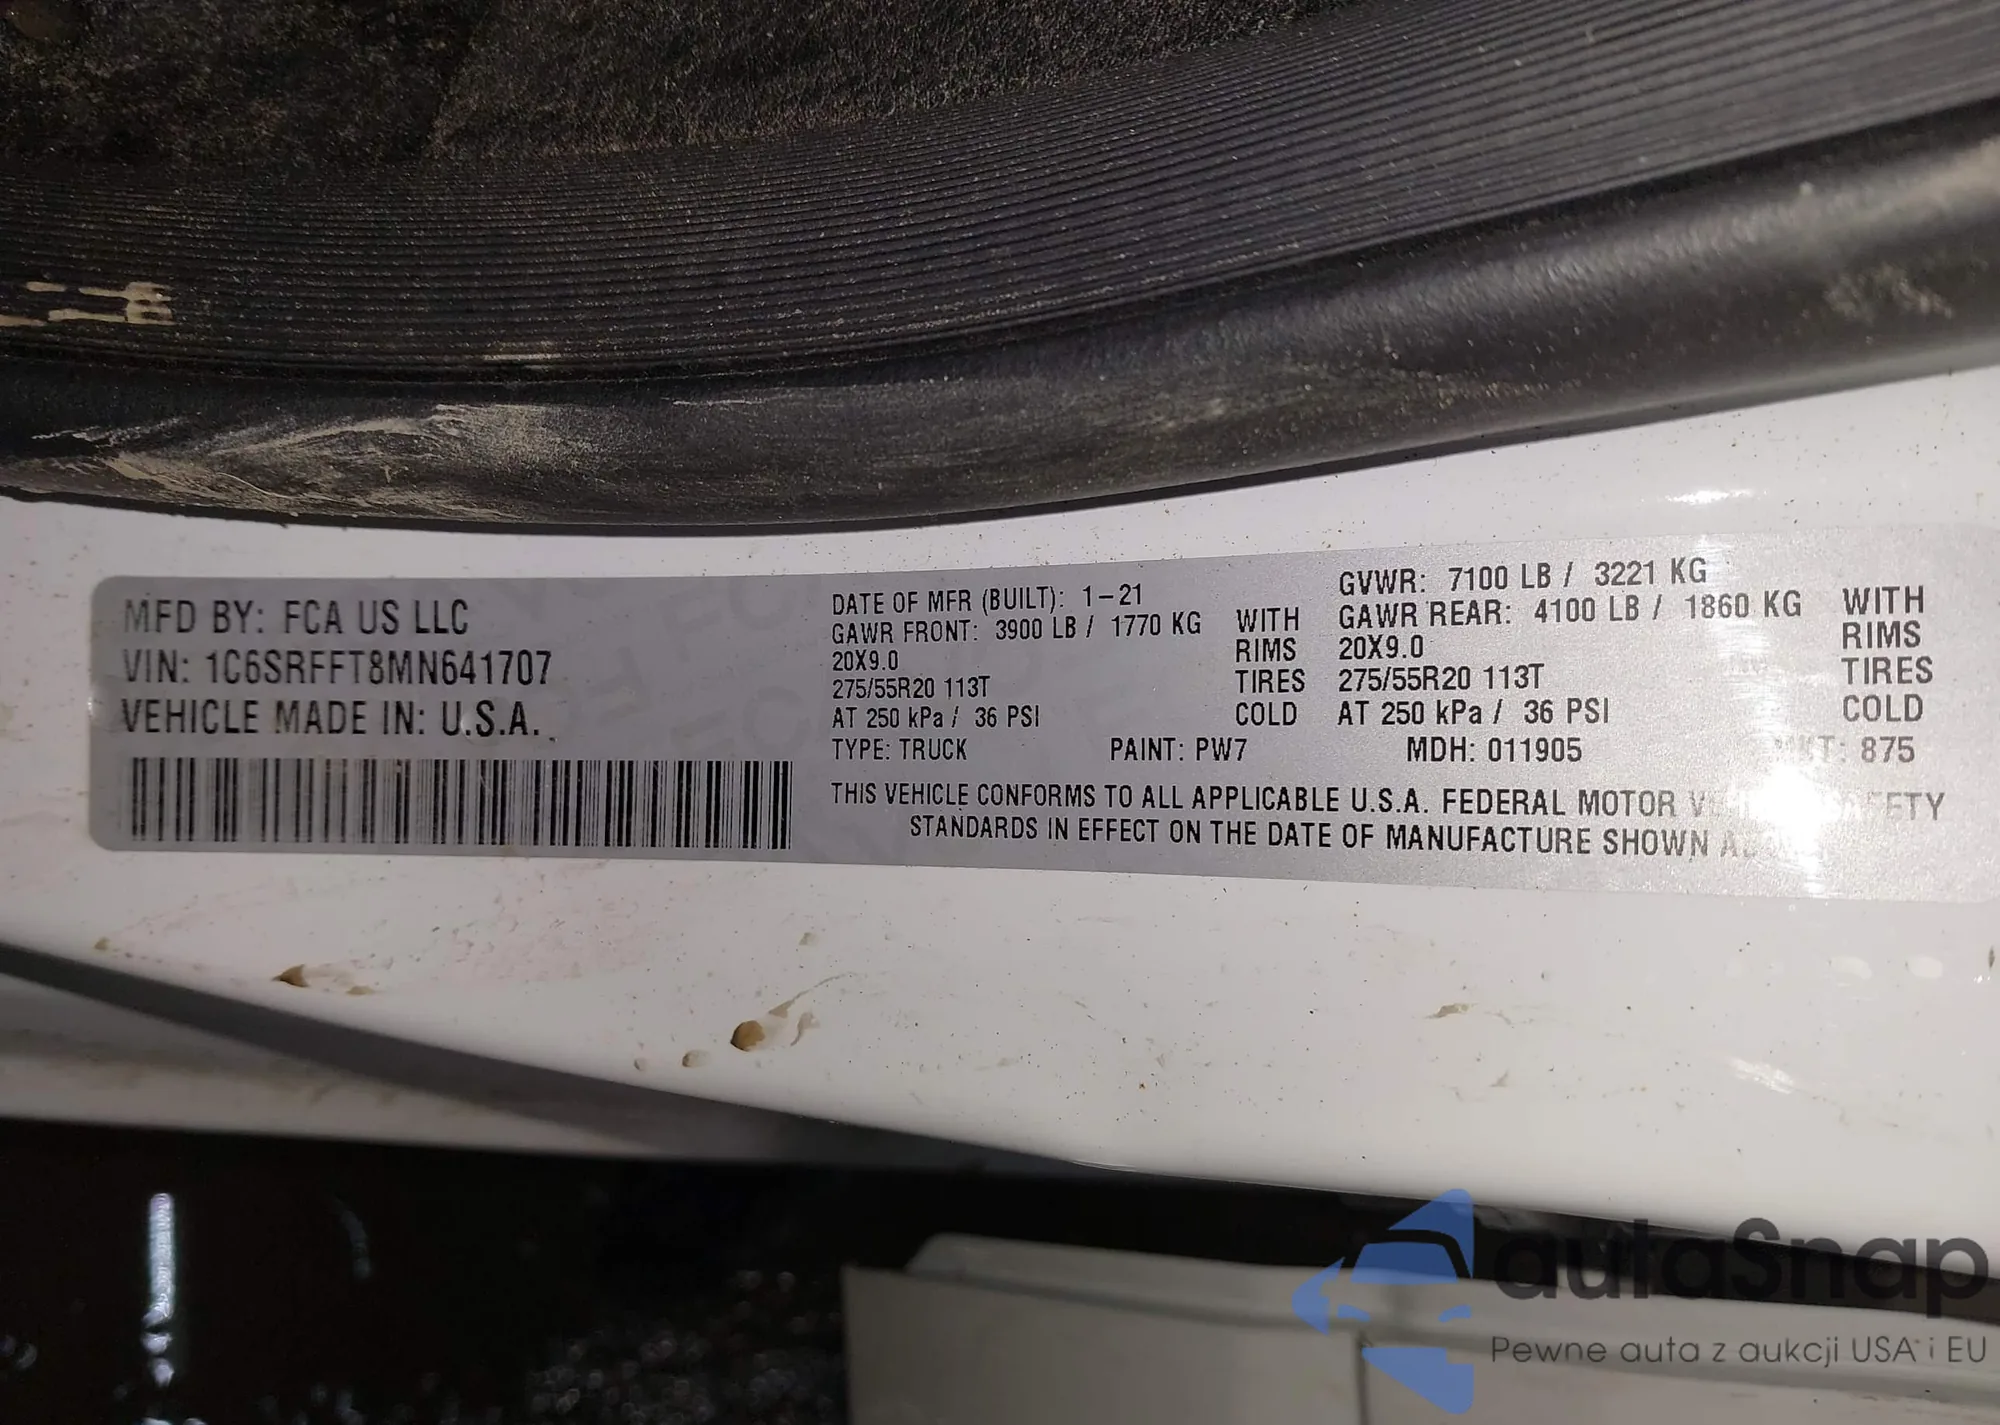 MFD BY: FCA US LLC
VIN: 1C6SRFFT8MN641707
VEHICLE MADE IN: U.S.A.
DATE OF MFR (BUILT): 1-21
GAWR FRONT: 3900 LB / 1770 KG WITH
20X9.0 RIMS
275/55R20 113T TIRES
AT 250 kPa / 36 PSI COLD
GVWR: 7100 LB / 3221 KG
GAWR REAR: 4100 LB / 1860 KG WITH
20X9.0 RIMS
275/55R20 113T TIRES
AT 250 kPa / 36 PSI COLD
TYPE: TRUCK PAINT: PW7 MDH: 011905 MKT: 875
THIS VEHICLE CONFORMS TO ALL APPLICABLE U.S.A. FEDERAL MOTOR
STANDARDS IN EFFECT ON THE DATE OF MANUFACTURE SHOWN
autaSnap
Pewne auta z aukcji USA i EU